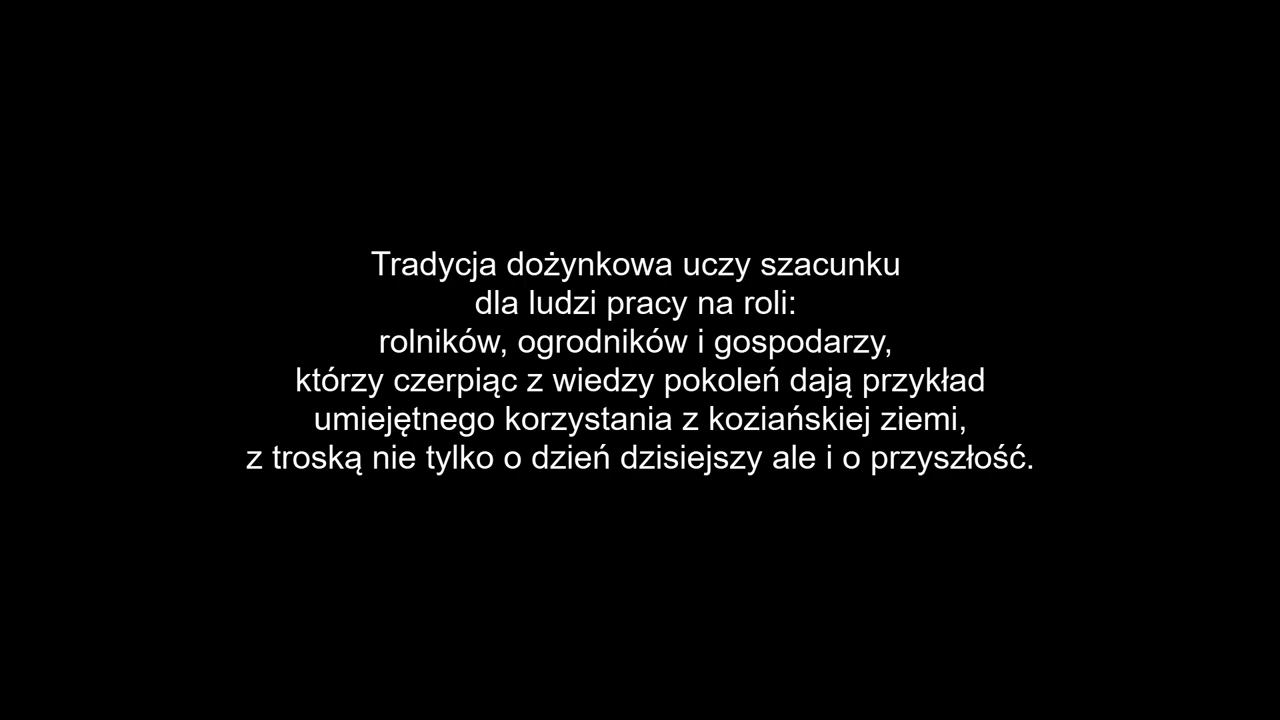 Tradycja dożynkowa uczy szacunku
dla ludzi pracy na roli:
rolników, ogrodników i gospodarzy,
którzy czerpiąc z wiedzy pokoleń dają przykład
umiejętnego korzystania z koziańskiej ziemi,
z troską nie tylko o dzień dzisiejszy ale i o przyszłość.